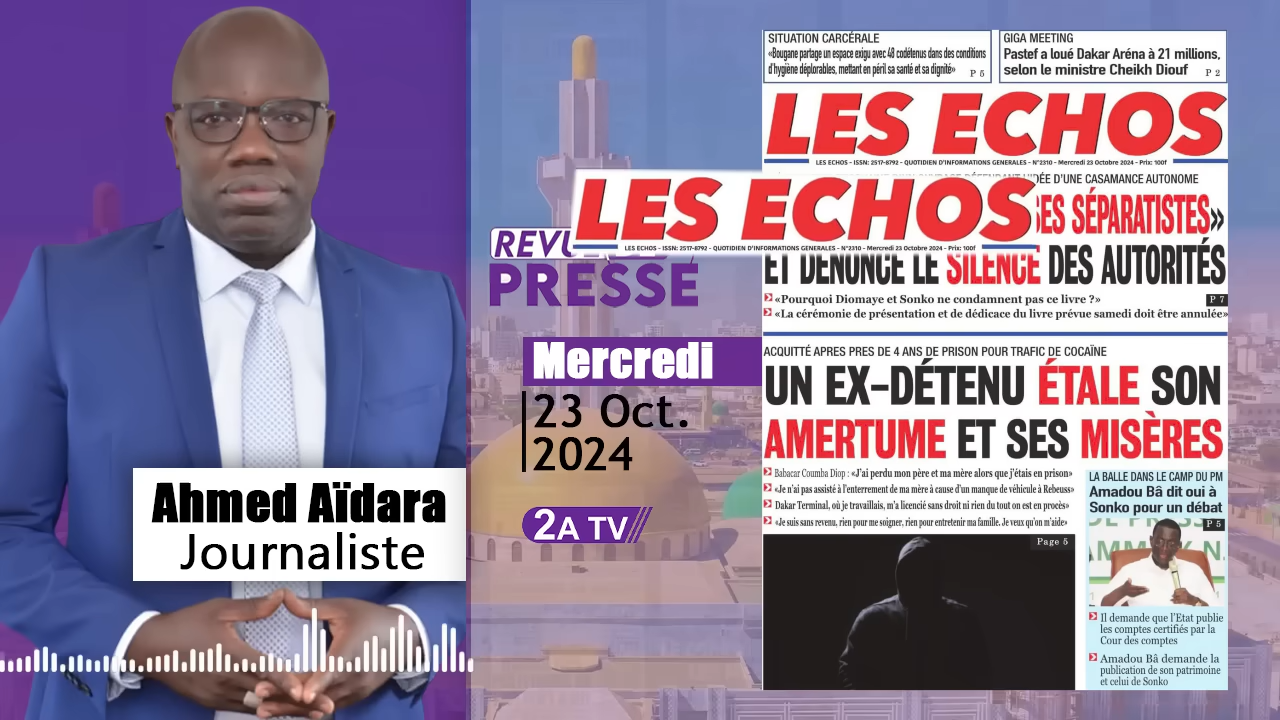 Ahmed Aïdara
Journaliste
PRESSE
Mercredi
23 Oct.
2024
2A TV
LES ECHOS
LES ECHOS - ISSN: 2517-8792 - QUOTIDIEN D'INFORMATIONS GENERALES - N°2310 - Mercredi 23 Octobre 2024 - Prix: 100f
SITUATION CARCÉRALE
«Bougane partage un espace exigu avec 48 codétenus dans des conditions
d'hygiène déplorables, mettant en péril sa santé et sa dignité» P 5
GIGA MEETING
Pastef a loué Dakar Aréna à 21 millions,
selon le ministre Cheikh Diouf P 2
LES ECHOS
LES ECHOS - ISSN: 2517-8792 - QUOTIDIEN D'INFORMATIONS GENERALES - N°2310 - Mercredi 23 Octobre 2024 - Prix: 100f
D'UNE CASAMANCE AUTONOME
SÉPARATISTES»
ET DÉNONCE LE SILENCE DES AUTORITÉS
«Pourquoi Diomaye et Sonko ne condamnent pas ce livre ?» P 7
«La cérémonie de présentation et de dédicace du livre prévue samedi doit être annulée»
ACQUITTÉ APRES PRES DE 4 ANS DE PRISON POUR TRAFIC DE COCAÏNE
UN EX-DÉTENU ÉTALE SON
AMERTUME ET SES MISÈRES
Babacar Coumba Diop : «J'ai perdu mon père et ma mère alors que j'étais en prison»
«Je n'ai pas assisté à l'enterrement de ma mère à cause d'un manque de véhicule à Rebeuss»
Dakar Terminal, où je travaillais, m'a licencié sans droit ni rien du tout on est en procès»
«Je suis sans revenu, rien pour me soigner, rien pour entretenir ma famille. Je veux qu'on m'aide»
Page 5
LA BALLE DANS LE CAMP DU PM
Amadou Bâ dit oui à
Sonko pour un débat
P 5
Il demande que l'Etat publie
les comptes certifiés par la
Cour des comptes
Amadou Bâ demande la
publication de son patrimoine
et celui de Sonko